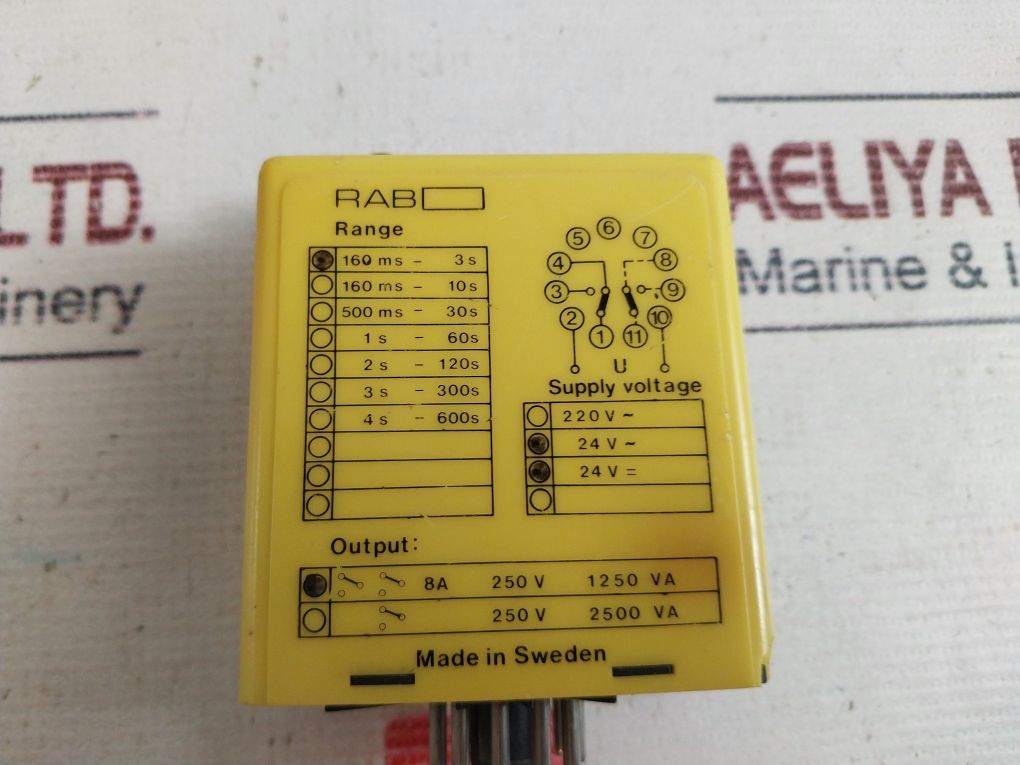 LTD.
inery
AELIYA
Marine & I
RAB
Range
160 ms – 3 s
160 ms – 10s
500 ms – 30s
1 s – 60s
2 s – 120s
3 s – 300s
4 s – 600s
6
5 7
4 8
3 9
2 10
1 11
U
Supply voltage
220 V ~
24 V ~
24 V =
Output:
8A 250 V 1250 VA
250 V 2500 VA
Made in Sweden